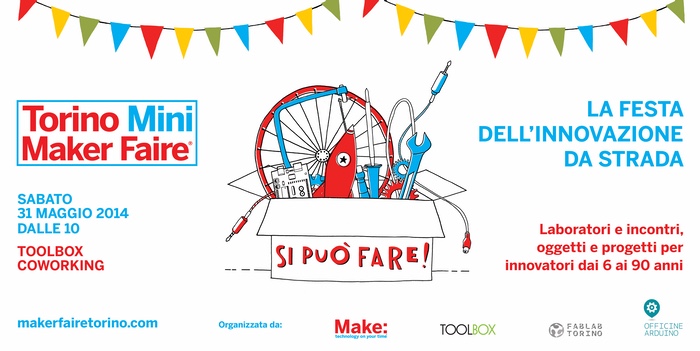 Torino Mini
Maker Faire®
SABATO
31 MAGGIO 2014
DALLE 10
TOOLBOX
COWORKING
SI PUÒ FARE!
LA FESTA
DELL'INNOVAZIONE
DA STRADA
Laboratori e incontri,
oggetti e progetti per
innovatori dai 6 ai 90 anni
makerfairetorino.com
Organizzata da:
Make:
technology on your time
TOOLBOX
FABLAB
TORINO
OFFICINE
ARDUINO